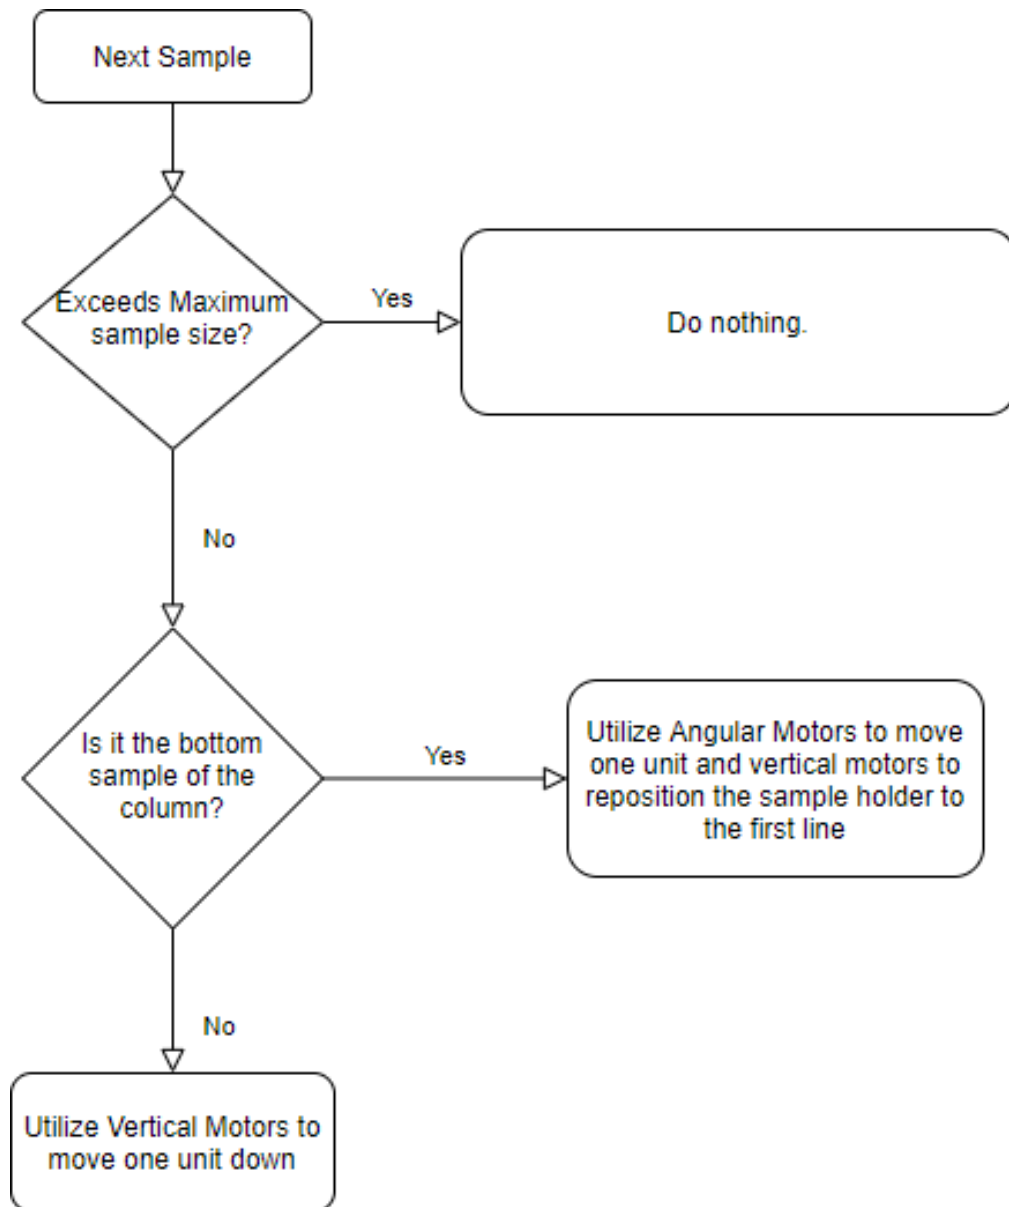 Next Sample
Exceeds Maximum
sample size?
Yes
Do nothing.
No
Is it the bottom
sample of the
column?
Yes
Utilize Angular Motors to move
one unit and vertical motors to
reposition the sample holder to
the first line
No
Utilize Vertical Motors to
move one unit down